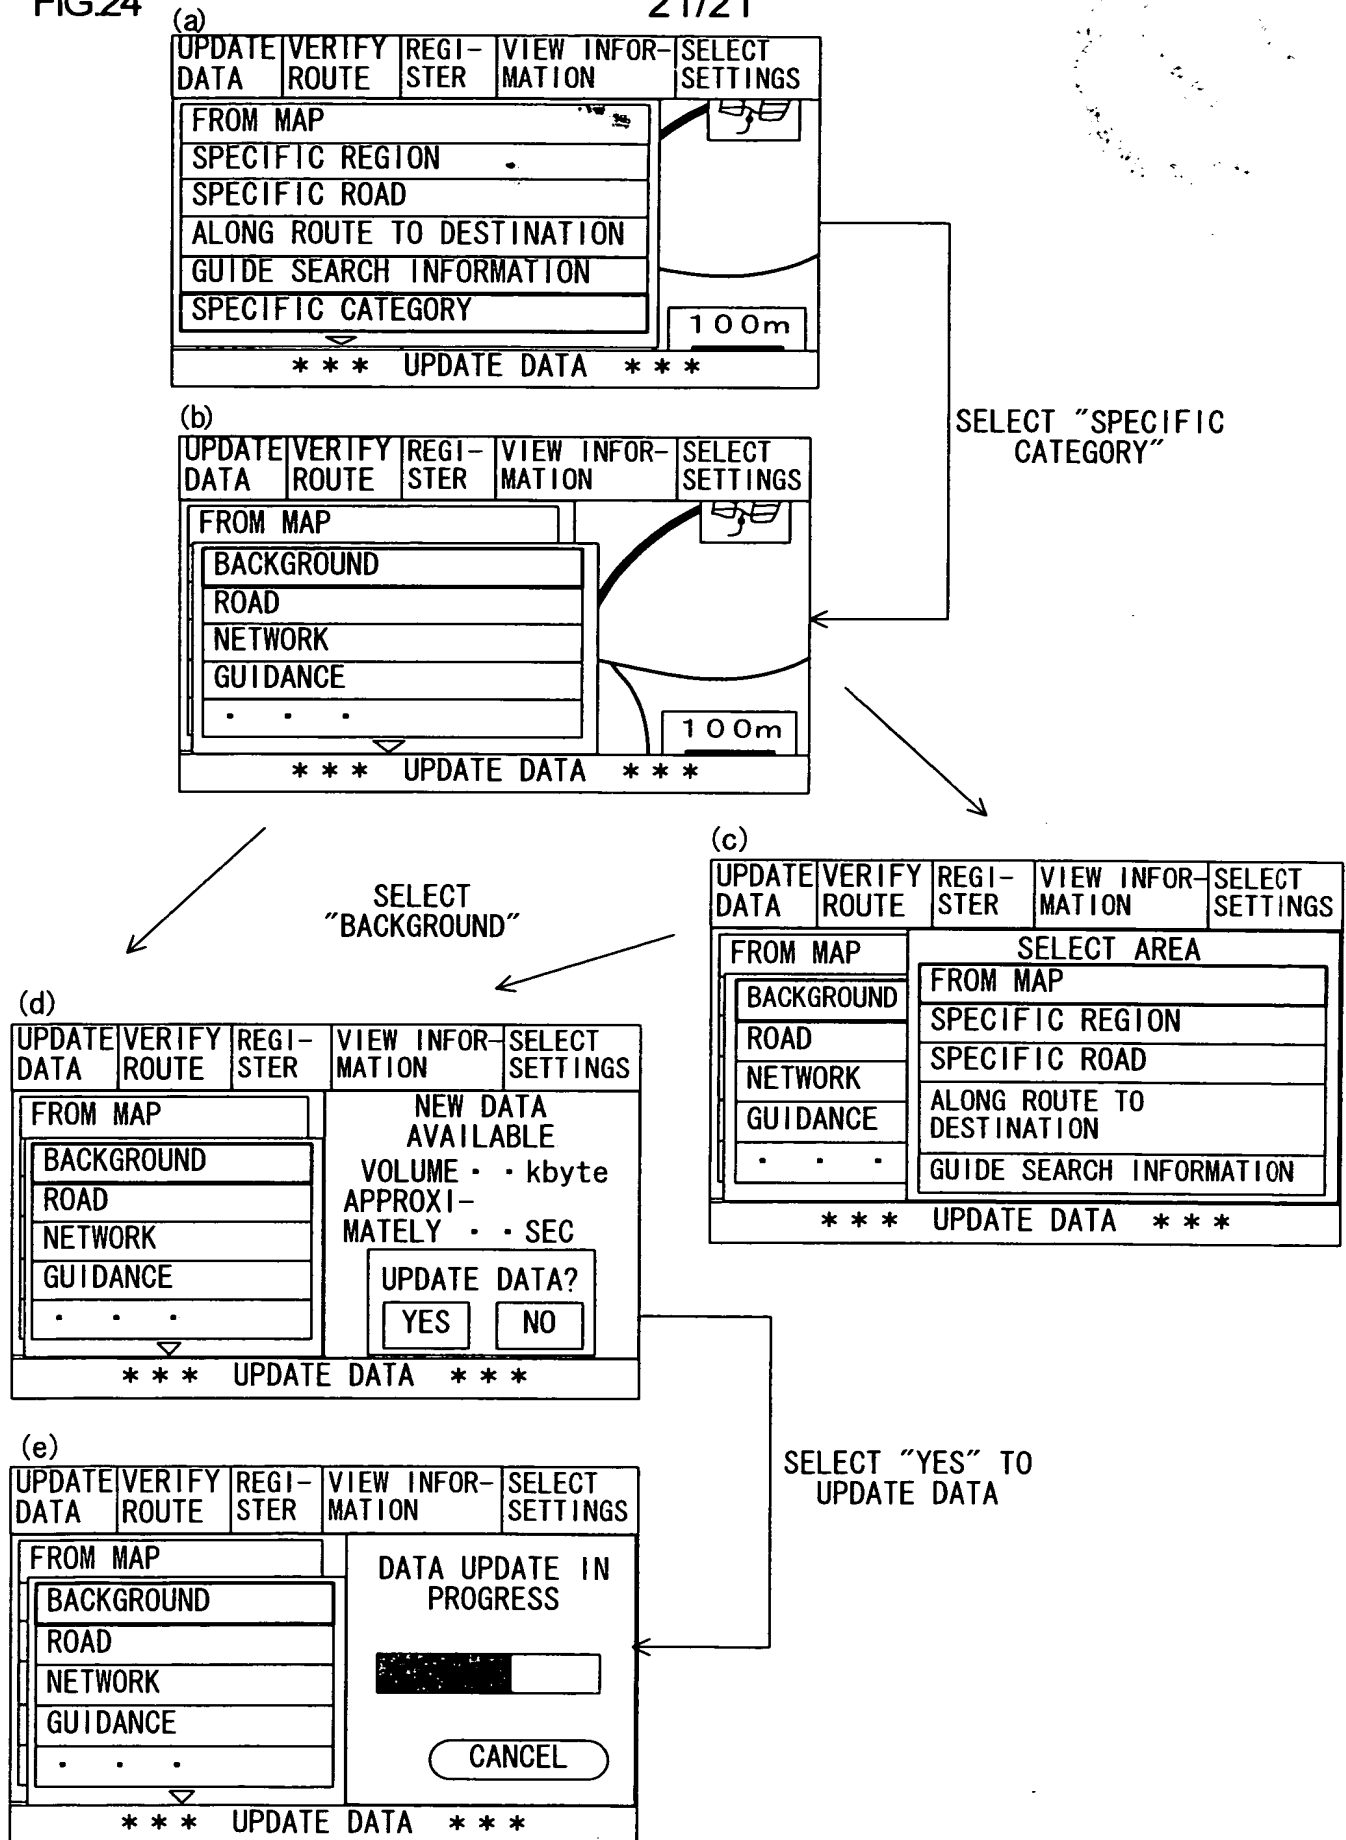 FIG.24
21/21
(a)
UPDATE DATA VERIFY ROUTE REGI-STER VIEW INFOR-MATION SELECT SETTINGS
FROM MAP
SPECIFIC REGION
SPECIFIC ROAD
ALONG ROUTE TO DESTINATION
GUIDE SEARCH INFORMATION
SPECIFIC CATEGORY
100m
*** UPDATE DATA ***
SELECT "SPECIFIC
CATEGORY"
(b)
UPDATE DATA VERIFY ROUTE REGI-STER VIEW INFOR-MATION SELECT SETTINGS
FROM MAP
BACKGROUND
ROAD
NETWORK
GUIDANCE
. . .
100m
*** UPDATE DATA ***
SELECT
"BACKGROUND"
(c)
UPDATE DATA VERIFY ROUTE REGI-STER VIEW INFOR-MATION SELECT SETTINGS
FROM MAP
BACKGROUND
ROAD
NETWORK
GUIDANCE
. . .
SELECT AREA
FROM MAP
SPECIFIC REGION
SPECIFIC ROAD
ALONG ROUTE TO
DESTINATION
GUIDE SEARCH INFORMATION
*** UPDATE DATA ***
(d)
UPDATE DATA VERIFY ROUTE REGI-STER VIEW INFOR-MATION SELECT SETTINGS
FROM MAP
BACKGROUND
ROAD
NETWORK
GUIDANCE
. . .
NEW DATA
AVAILABLE
VOLUME · · kbyte
APPROXI-
MATELY · · SEC
UPDATE DATA?
YES NO
*** UPDATE DATA ***
SELECT "YES" TO
UPDATE DATA
(e)
UPDATE DATA VERIFY ROUTE REGI-STER VIEW INFOR-MATION SELECT SETTINGS
FROM MAP
BACKGROUND
ROAD
NETWORK
GUIDANCE
. . .
DATA UPDATE IN
PROGRESS
CANCEL
*** UPDATE DATA ***